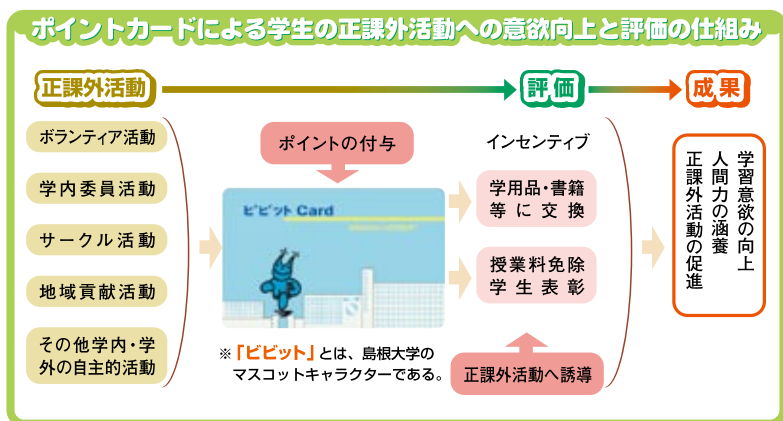 ポイントカードによる学生の正課外活動への意欲向上と評価の仕組み
正課外活動
評価
成果
ボランティア活動
学内委員活動
サークル活動
地域貢献活動
その他学内・学
外の自主的活動
ポイントの付与
ビビット Card
※「ビビット」とは、島根大学の
マスコットキャラクターである。
インセンティブ
学用品・書籍
等に交換
授業料免除
学生表彰
正課外活動へ誘導
学習意欲の向上
人間力の涵養
正課外活動の促進